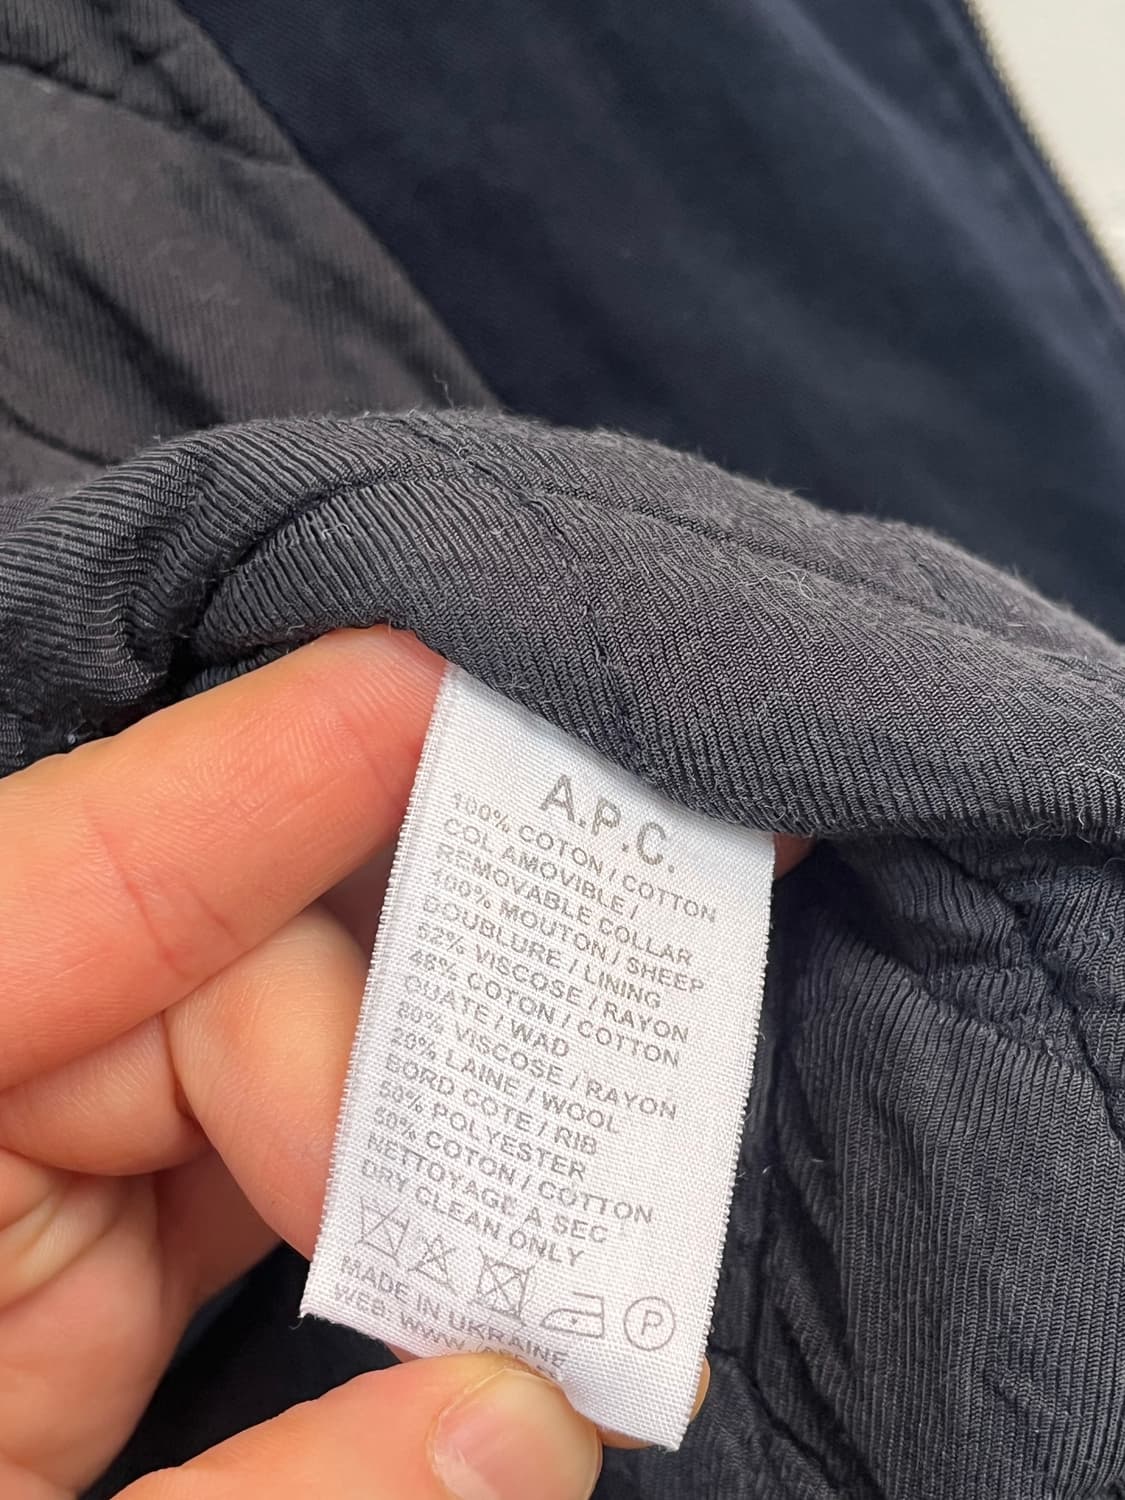 A.P.C.
100% COTON / COTTON
COL AMOVIBLE /
REMOVABLE COLLAR
100% MOUTON / SHEEP
DOUBLURE / LINING
52% VISCOSE / RAYON
48% COTON / COTTON
OUATE / WAD
80% VISCOSE / RAYON
20% LAINE / WOOL
BORD COTE / RIB
50% POLYESTER
50% COTON / COTTON
NETTOYAGE A SEC
DRY CLEAN ONLY
P
MADE IN UKRAINE
WEB: WWW